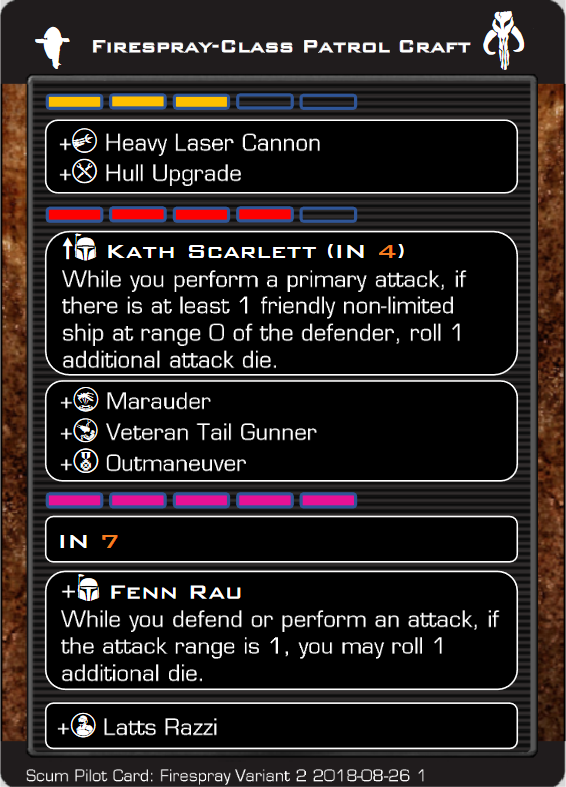 Firespray-Class Patrol Craft
+ Heavy Laser Cannon
+ Hull Upgrade
↑ Kath Scarlett (IN 4)
While you perform a primary attack, if
there is at least 1 friendly non-limited
ship at range 0 of the defender, roll 1
additional attack die.
+ Marauder
+ Veteran Tail Gunner
+ Outmaneuver
IN 7
+ Fenn Rau
While you defend or perform an attack, if
the attack range is 1, you may roll 1
additional die.
+ Latts Razzi
Scum Pilot Card: Firespray Variant 2 2018-08-26 1